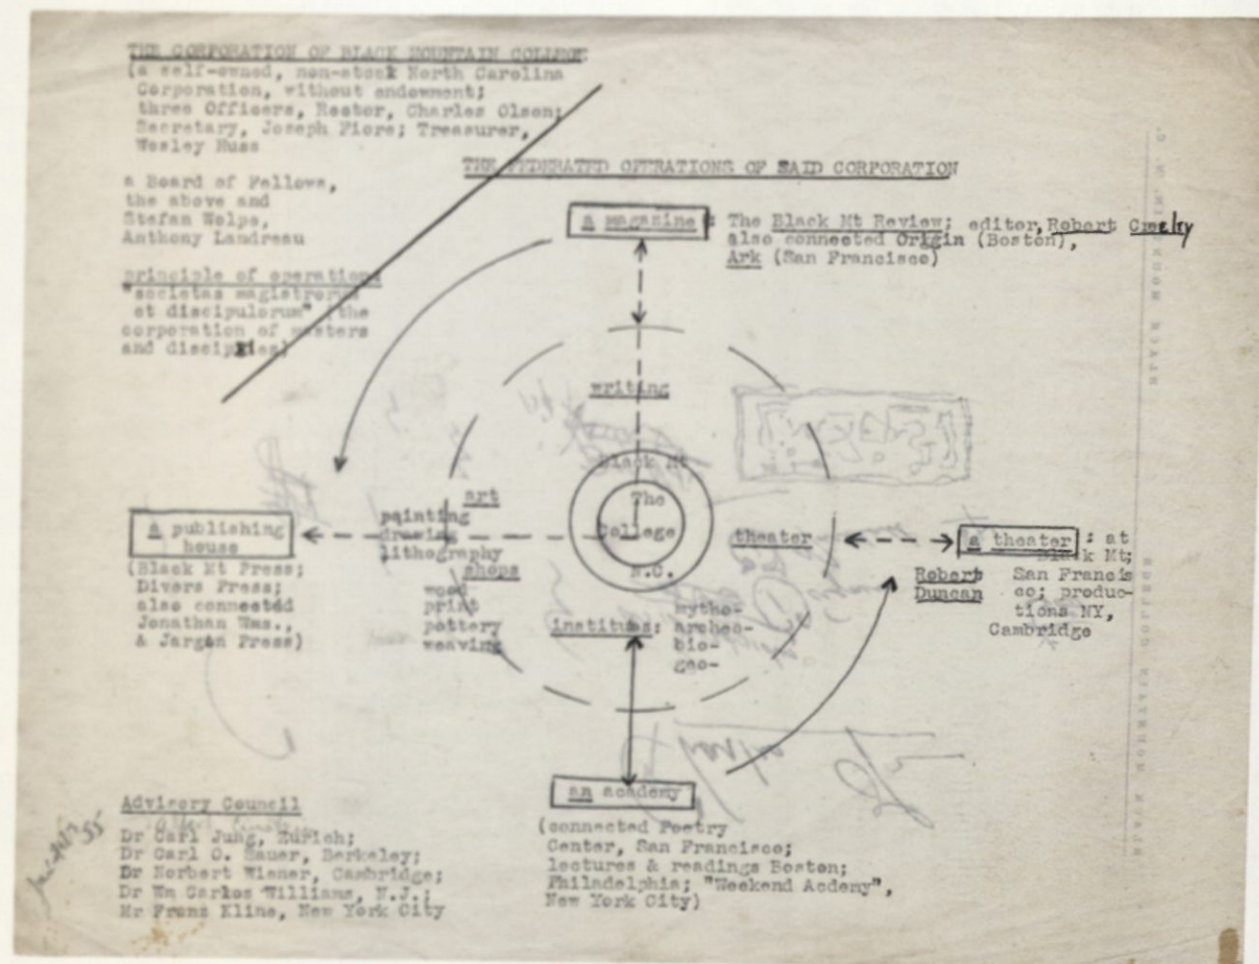 THE CORPORATION OF BLACK MOUNTAIN COLLEGE
(a self-owned, non-stock North Carolina
Corporation, without endowment;
three Officers, Rector, Charles Olson;
Secretary, Joseph Fiore; Treasurer,
Wesley Huss
a Board of Fellows,
the above and
Stefan Wolpe,
Anthony Landreau
principle of operation:
"societas magistrorum
et discipulorum" (the
corporation of masters
and disciples)
THE FEDERATED OPERATIONS OF SAID CORPORATION
a magazine: The Black Mt Review; editor, Robert Creeley
also connected Origin (Boston),
Ark (San Francisco)
writing
Black Mt
The
College
N.C.
art
painting
drawing
lithography
shops
wood
print
pottery
weaving
theater
institutes: mytho-
archeo-
bio-
geo-
A publishing
house
(Black Mt Press;
Divers Press;
also connected
Jonathan Wms.,
& Jargon Press)
a theater: at
Black Mt;
Robert San Francis
Duncan co; produc-
tions NY,
Cambridge
an academy
(connected Poetry
Center, San Francisco;
lectures & readings Boston;
Philadelphia; "Weekend Acdemy",
New York City)
Advisory Council
Dr Carl Jung, Zurich;
Dr Carl O. Sauer, Berkeley;
Dr Norbert Wiener, Cambridge;
Dr Wm Carlos Williams, N.J.;
Mr Franz Kline, New York City